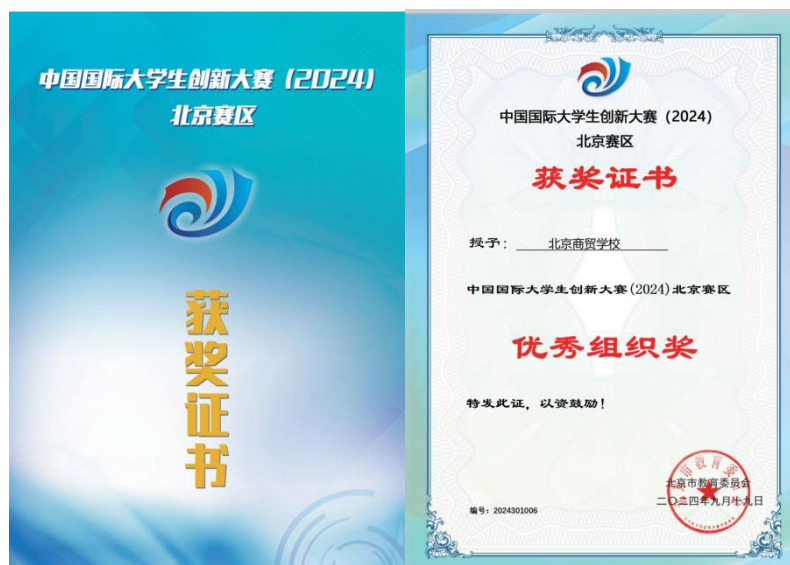 中国国际大学生创新大赛（2024）
北京赛区
获奖证书
中国国际大学生创新大赛（2024）
北京赛区
获奖证书
授予：北京商贸学校
中国国际大学生创新大赛(2024)北京赛区
优秀组织奖
特发此证，以资鼓励！
北京市教育委员会
二〇二四年九月十九日
编号：2024301006